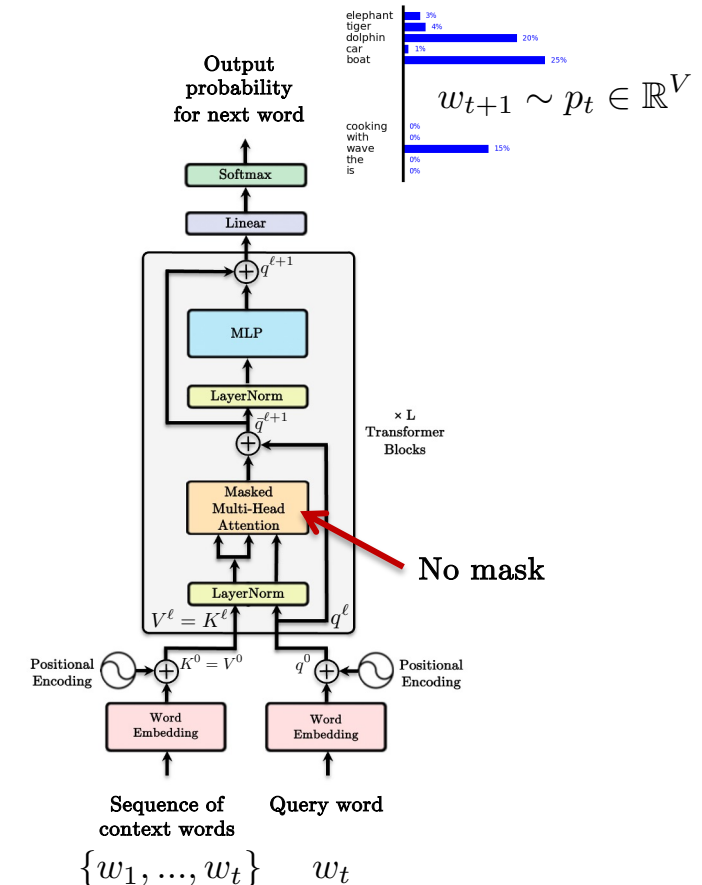 elephant 3%
tiger 4%
dolphin 20%
car 1%
boat 25%
Output
probability
for next word
w_{t+1} ∼ p_t ∈ ℝ^V
cooking 0%
with 0%
wave 15%
the 0%
is 0%
Softmax
Linear
q^{ℓ+1}
MLP
LayerNorm
q̄^{ℓ+1}
× L
Transformer
Blocks
Masked
Multi-Head
Attention
No mask
LayerNorm
V^ℓ = K^ℓ
q^ℓ
Positional
Encoding
K^0 = V^0
q^0
Positional
Encoding
Word
Embedding
Word
Embedding
Sequence of
context words
Query word
{w_1, ..., w_t}
w_t